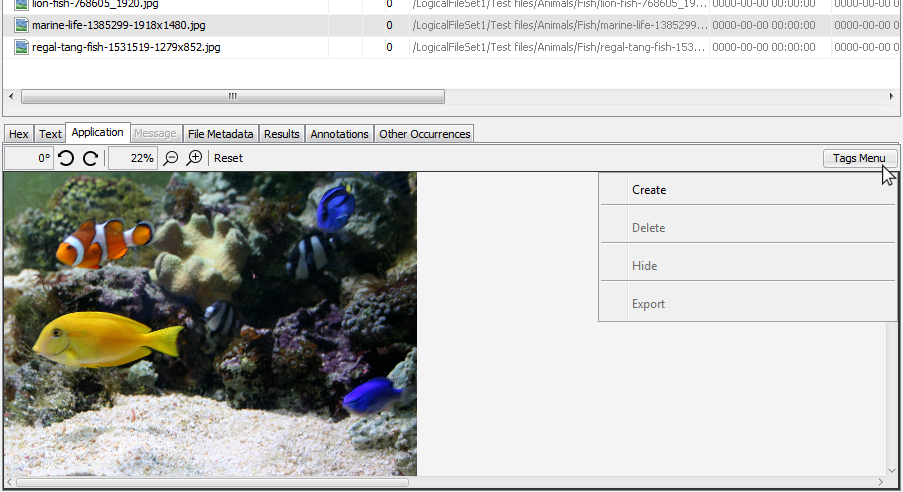 lion-fish-768605_1920.jpg 0 /LogicalFileSet1/Test files/Animals/Fish/lion-fish-768605_19... 0000-00-00 00:00:00 0000-00-00 00:
marine-life-1385299-1918x1480.jpg 0 /LogicalFileSet1/Test files/Animals/Fish/marine-life-1385299... 0000-00-00 00:00:00 0000-00-00 00:
regal-tang-fish-1531519-1279x852.jpg 0 /LogicalFileSet1/Test files/Animals/Fish/regal-tang-fish-153... 0000-00-00 00:00:00 0000-00-00 00:
Hex Text Application Message File Metadata Results Annotations Other Occurrences
0° 22% Reset Tags Menu
Create
Delete
Hide
Export